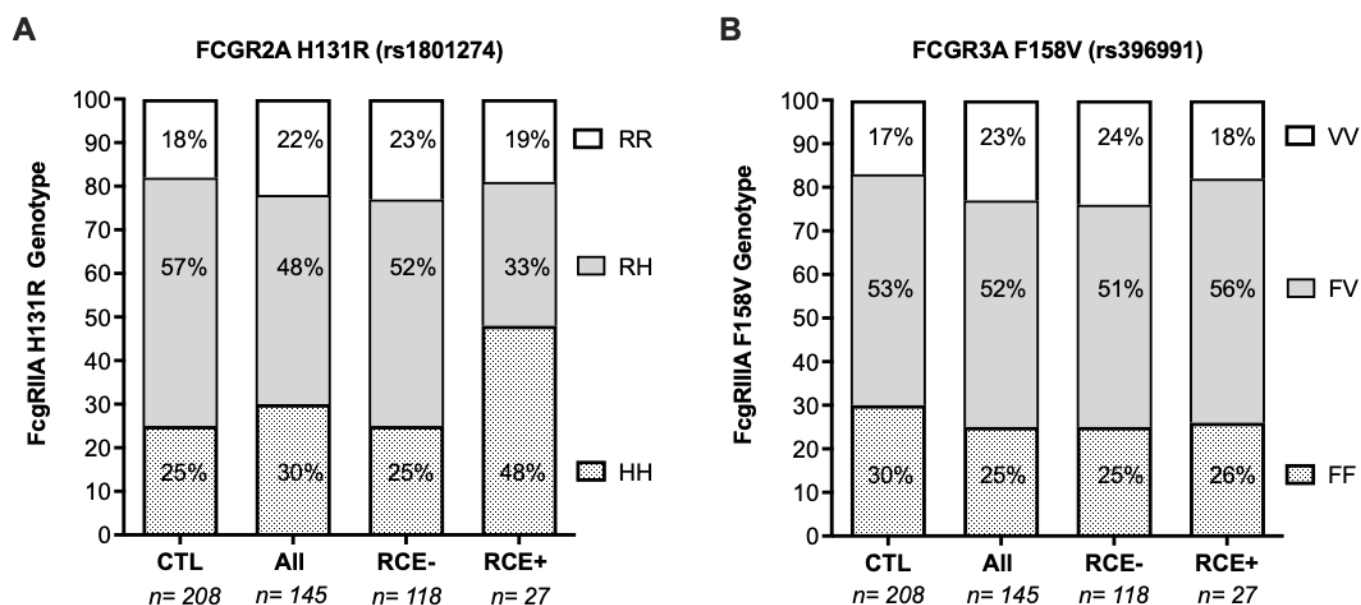 A
FCGR2A H131R (rs1801274)
FcgRIIA H131R Genotype
100
90
80
70
60
50
40
30
20
10
0
18% 22% 23% 19%
57% 48% 52% 33%
25% 30% 25% 48%
RR
RH
HH
CTL All RCE- RCE+
n= 208 n= 145 n= 118 n= 27
B
FCGR3A F158V (rs396991)
FcgRIIIA F158V Genotype
100
90
80
70
60
50
40
30
20
10
0
17% 23% 24% 18%
53% 52% 51% 56%
30% 25% 25% 26%
VV
FV
FF
CTL All RCE- RCE+
n= 208 n= 145 n= 118 n= 27